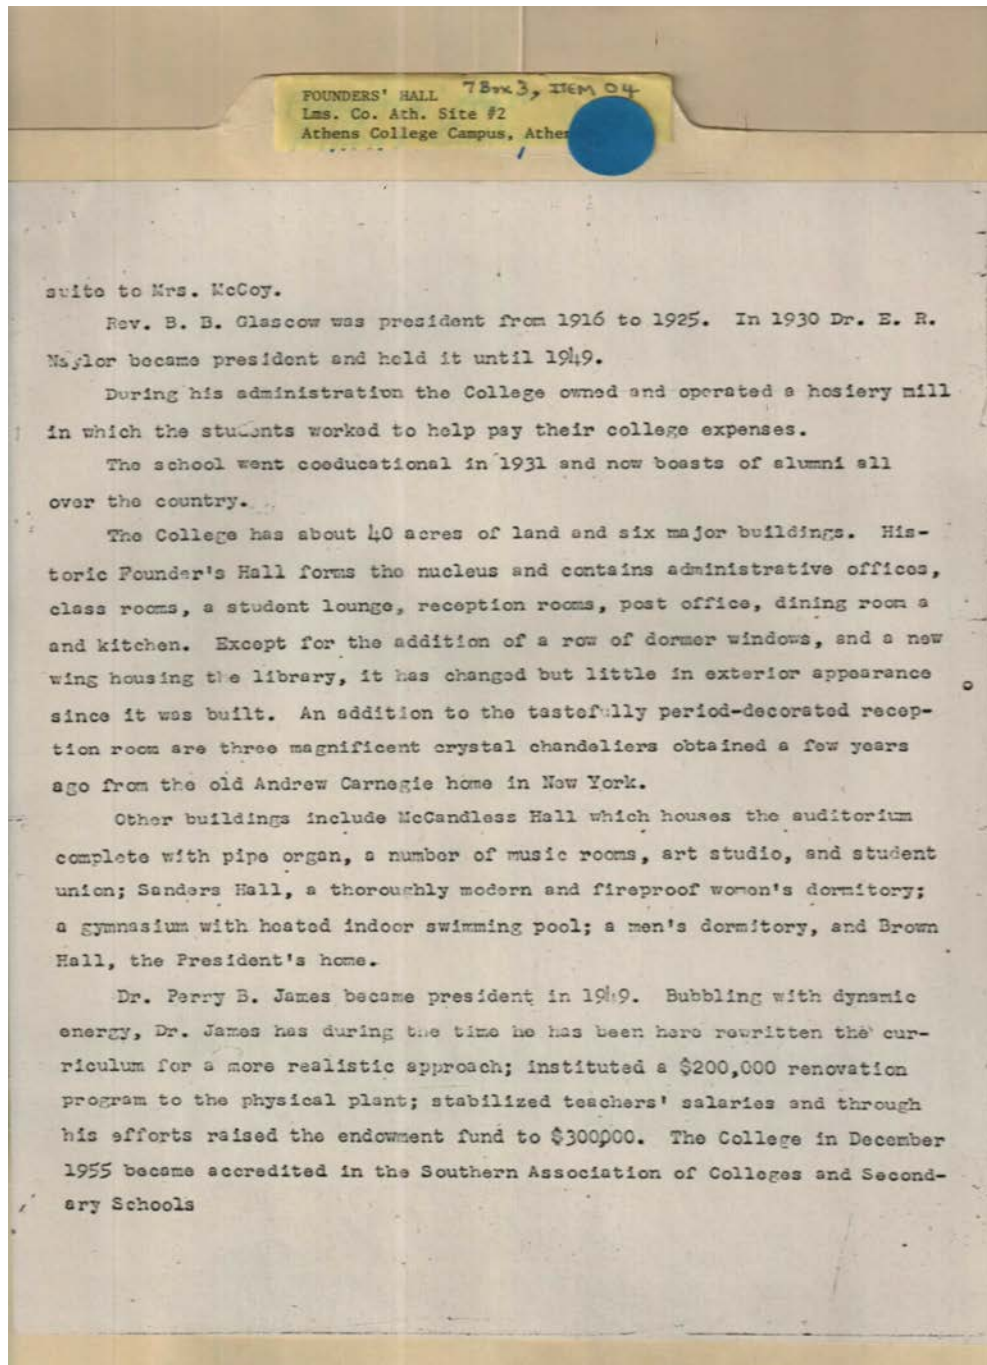 FOUNDERS' HALL 7 Box 3, ITEM 04
Lms. Co. Ath. Site #2
Athens College Campus, Athe
suite to Mrs. McCoy.
Rev. B. B. Glascow was president from 1916 to 1925. In 1930 Dr. E. R.
Naylor became president and held it until 1949.
During his administration the College owned and operated a hosiery mill
in which the students worked to help pay their college expenses.
The school went coeducational in 1931 and now boasts of alumni all
over the country.
The College has about 40 acres of land and six major buildings. His-
toric Founder's Hall forms the nucleus and contains administrative offices,
class rooms, a student lounge, reception rooms, post office, dining room a
and kitchen. Except for the addition of a row of dormer windows, and a new
wing housing the library, it has changed but little in exterior appearance
since it was built. An addition to the tastefully period-decorated recep-
tion room are three magnificent crystal chandeliers obtained a few years
ago from the old Andrew Carnegie home in New York.
Other buildings include McCandless Hall which houses the auditorium
complete with pipe organ, a number of music rooms, art studio, and student
union; Sanders Hall, a thoroughly modern and fireproof women's dormitory;
a gymnasium with heated indoor swimming pool; a men's dormitory, and Brown
Hall, the President's home.
Dr. Perry B. James became president in 1949. Bubbling with dynamic
energy, Dr. James has during the time he has been here rewritten the cur-
riculum for a more realistic approach; instituted a $200,000 renovation
program to the physical plant; stabilized teachers' salaries and through
his efforts raised the endowment fund to $300,000. The College in December
1955 became accredited in the Southern Association of Colleges and Second-
ary Schools